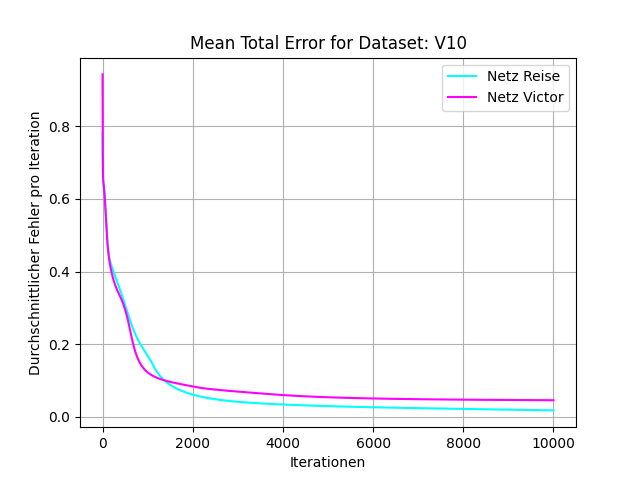 Mean Total Error for Dataset: V10
Netz Reise
Netz Victor
Durchschnittlicher Fehler pro Iteration
0.8
0.6
0.4
0.2
0.0
0 2000 4000 6000 8000 10000
Iterationen